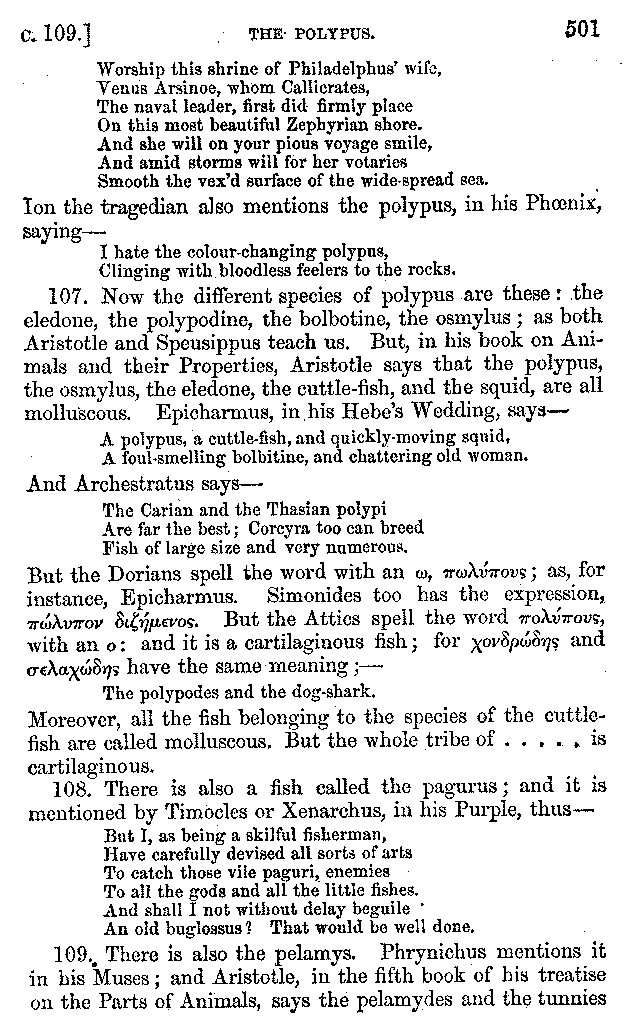 c. 109.] THE POLYPUS. 501
Worship this shrine of Philadelphus' wife,
Venus Arsinoe, whom Callicrates,
The naval leader, first did firmly place
On this most beautiful Zephyrian shore.
And she will on your pious voyage smile,
And amid storms will for her votaries
Smooth the vex'd surface of the wide-spread sea.
Ion the tragedian also mentions the polypus, in his Phœnix,
saying—
I hate the colour-changing polypus,
Clinging with bloodless feelers to the rocks.
107. Now the different species of polypus are these: the
eledone, the polypodine, the bolbotine, the osmylus; as both
Aristotle and Speusippus teach us. But, in his book on Ani-
mals and their Properties, Aristotle says that the polypus,
the osmylus, the eledone, the cuttle-fish, and the squid, are all
molluscous. Epicharmus, in his Hebe's Wedding, says—
A polypus, a cuttle-fish, and quickly-moving squid,
A foul-smelling bolbitine, and chattering old woman.
And Archestratus says—
The Carian and the Thasian polypi
Are far the best; Corcyra too can breed
Fish of large size and very numerous.
But the Dorians spell the word with an ω, πωλύπους; as, for
instance, Epicharmus. Simonides too has the expression,
πώλυπον διζήμενος. But the Attics spell the word πολύπους,
with an ο: and it is a cartilaginous fish; for χονδρώδης and
σελαχώδης have the same meaning;—
The polypodes and the dog-shark.
Moreover, all the fish belonging to the species of the cuttle-
fish are called molluscous. But the whole tribe of . . . . . is
cartilaginous.
108. There is also a fish called the pagurus; and it is
mentioned by Timocles or Xenarchus, in his Purple, thus—
But I, as being a skilful fisherman,
Have carefully devised all sorts of arts
To catch those vile paguri, enemies
To all the gods and all the little fishes.
And shall I not without delay beguile
An old buglossus? That would be well done.
109. There is also the pelamys. Phrynichus mentions it
in his Muses; and Aristotle, in the fifth book of his treatise
on the Parts of Animals, says the pelamydes and the tunnies